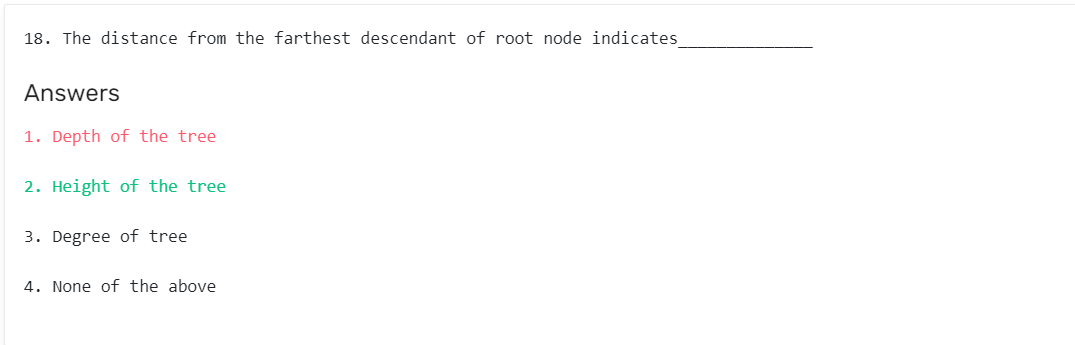 18. The distance from the farthest descendant of root node indicates______________
Answers
1. Depth of the tree
2. Height of the tree
3. Degree of tree
4. None of the above